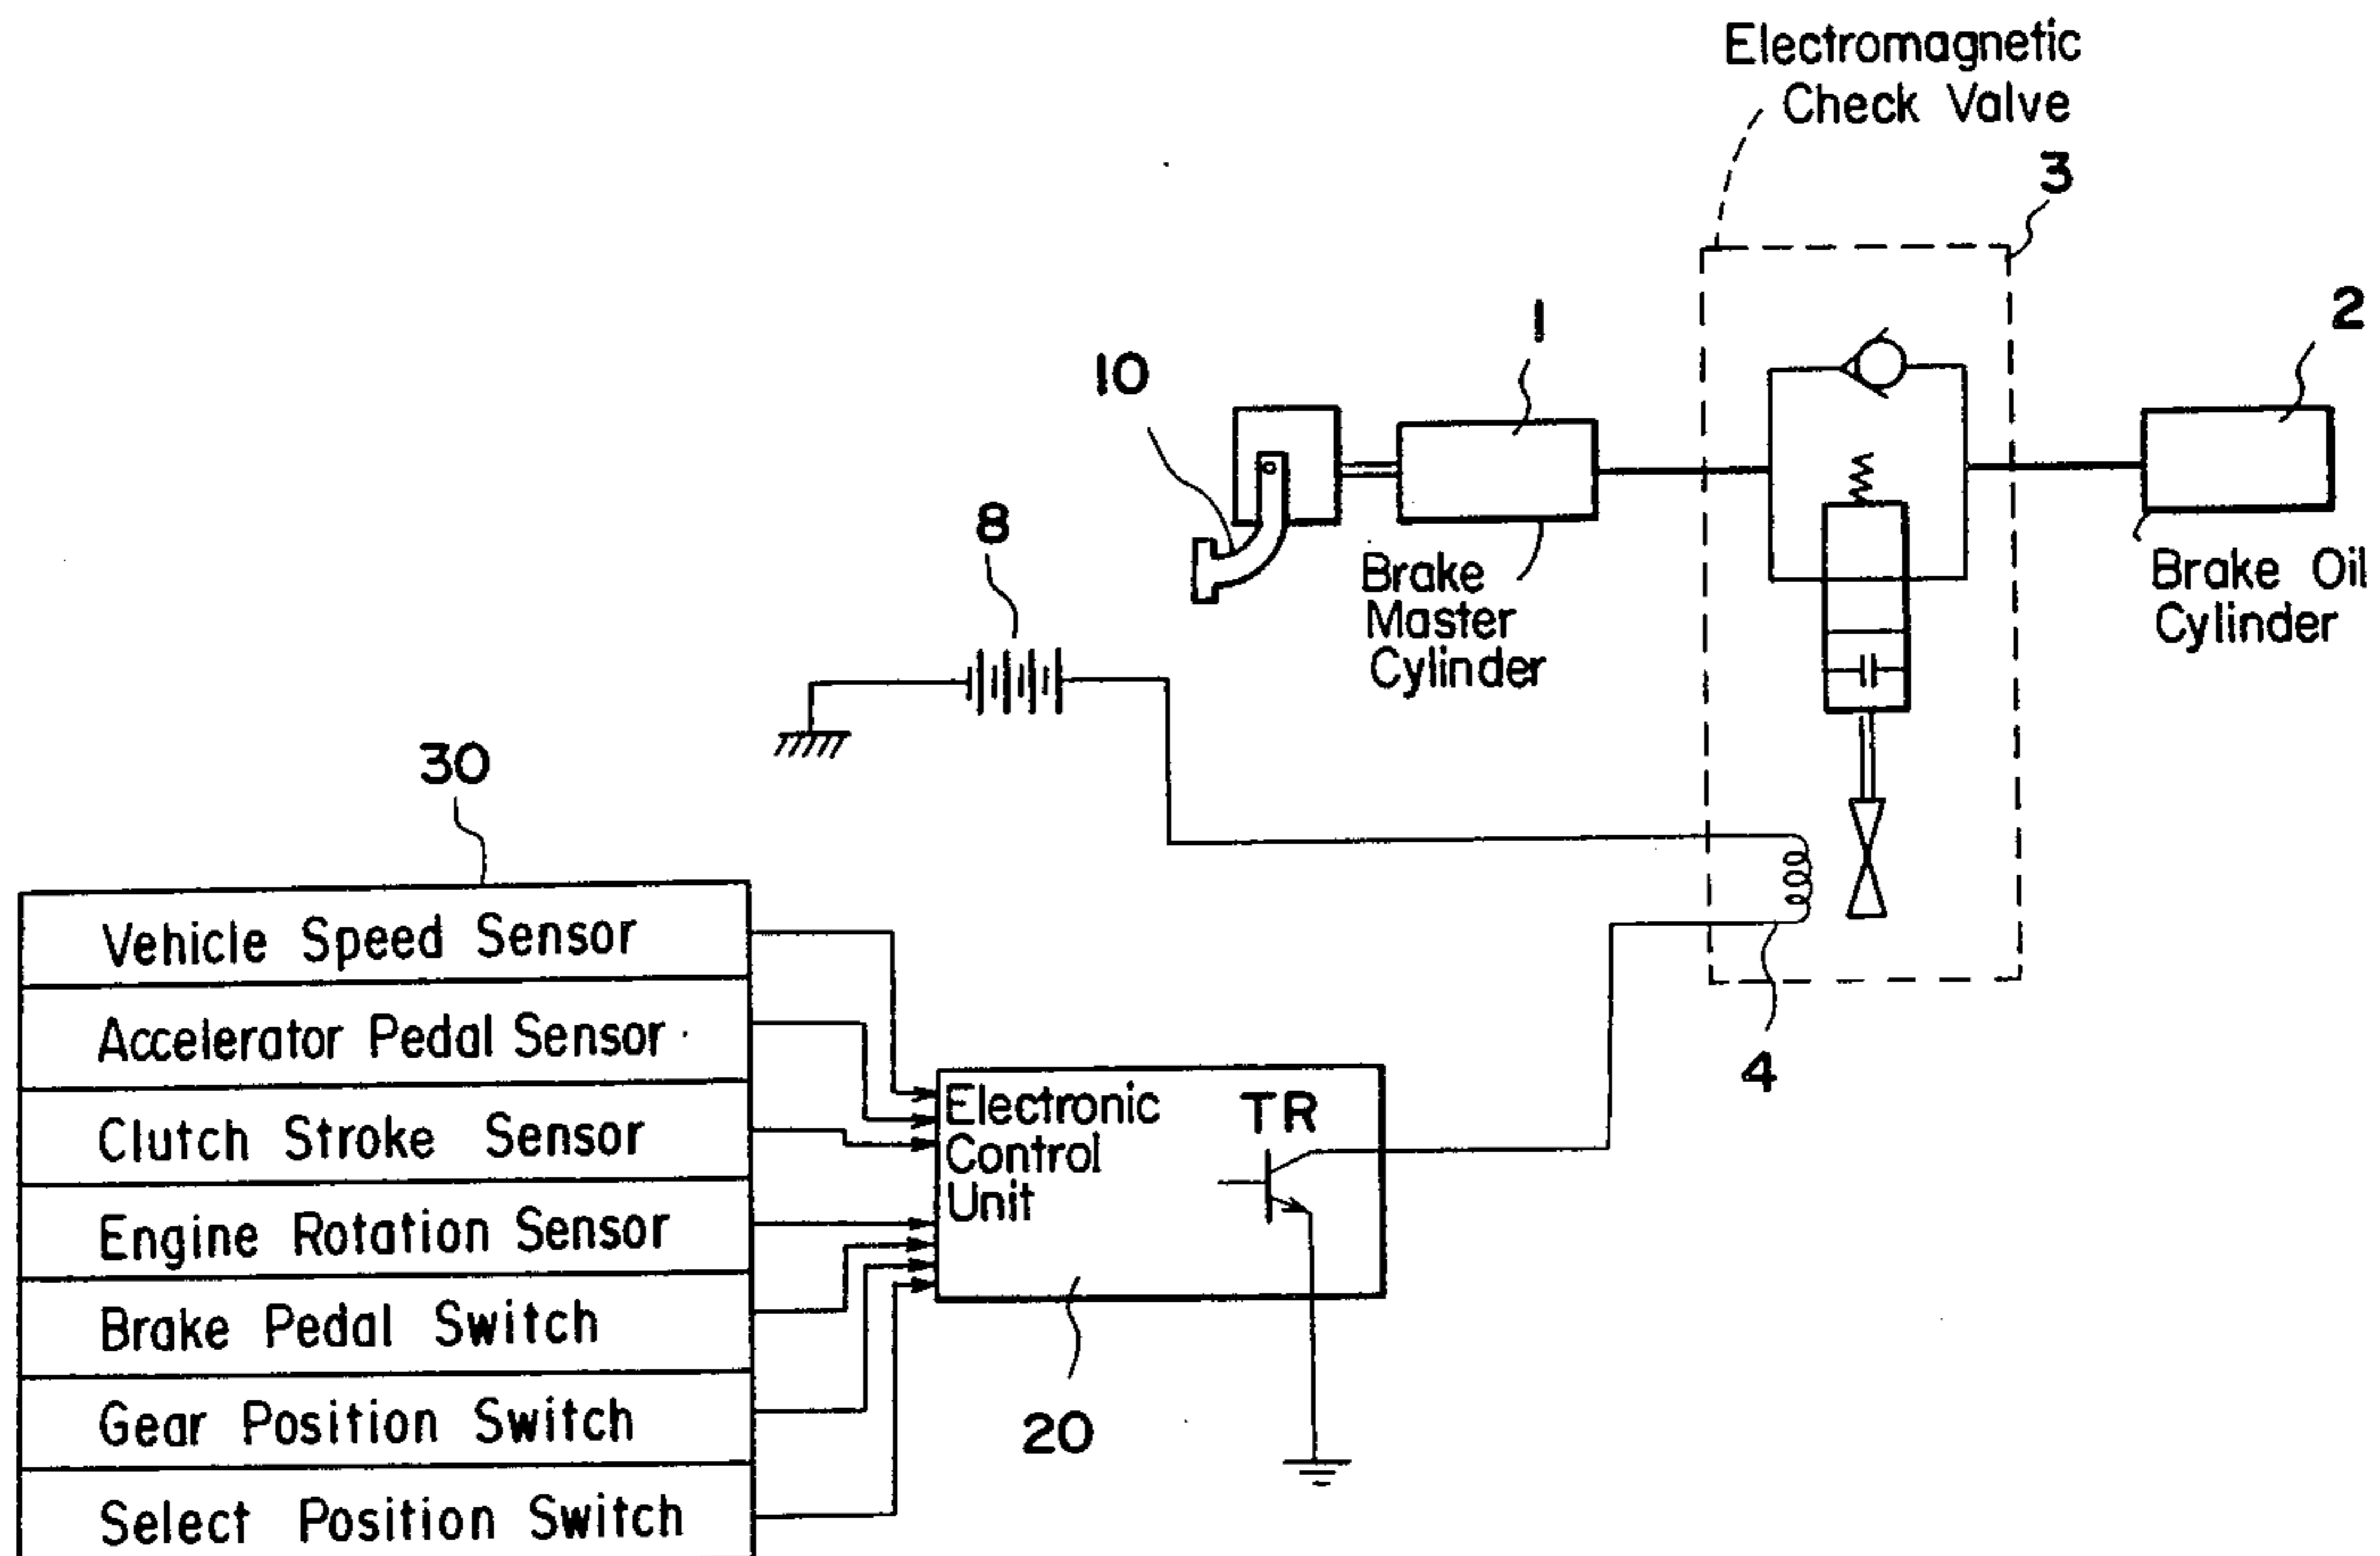 Electromagnetic
Check Valve
3
2
1
10
8
Brake
Master
Cylinder
Brake Oil
Cylinder
30
Vehicle Speed Sensor
Accelerator Pedal Sensor
Clutch Stroke Sensor
Engine Rotation Sensor
Brake Pedal Switch
Gear Position Switch
Select Position Switch
Electronic
Control
Unit
TR
4
20